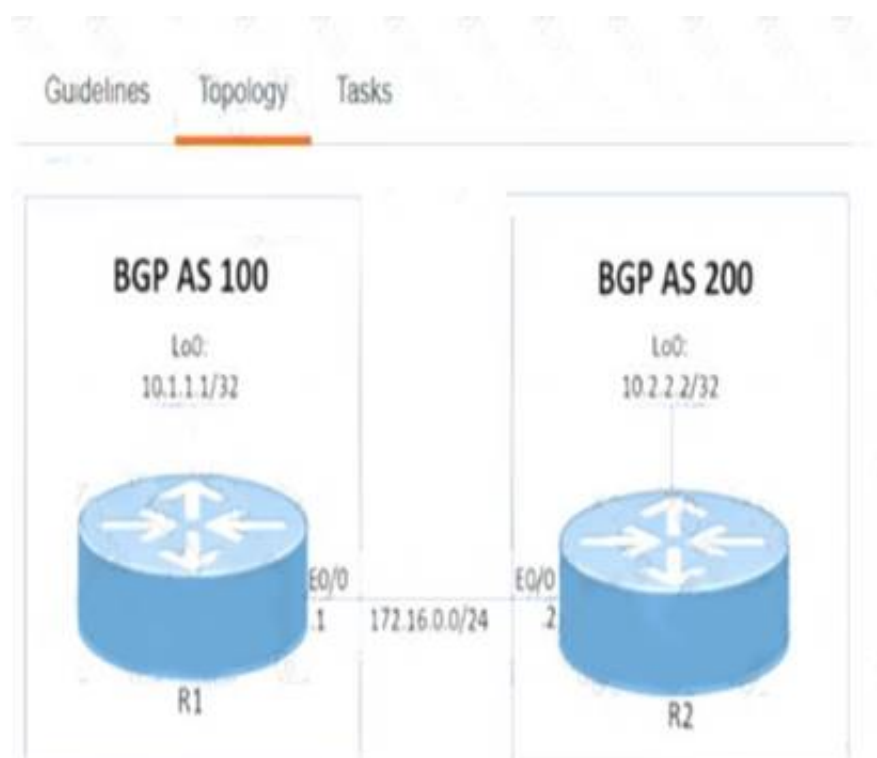 Guidelines Topology Tasks
BGP AS 100
Lo0:
10.1.1.1/32
BGP AS 200
Lo0:
10.2.2.2/32
E0/0
.1
172.16.0.0/24
E0/0
.2
R1
R2